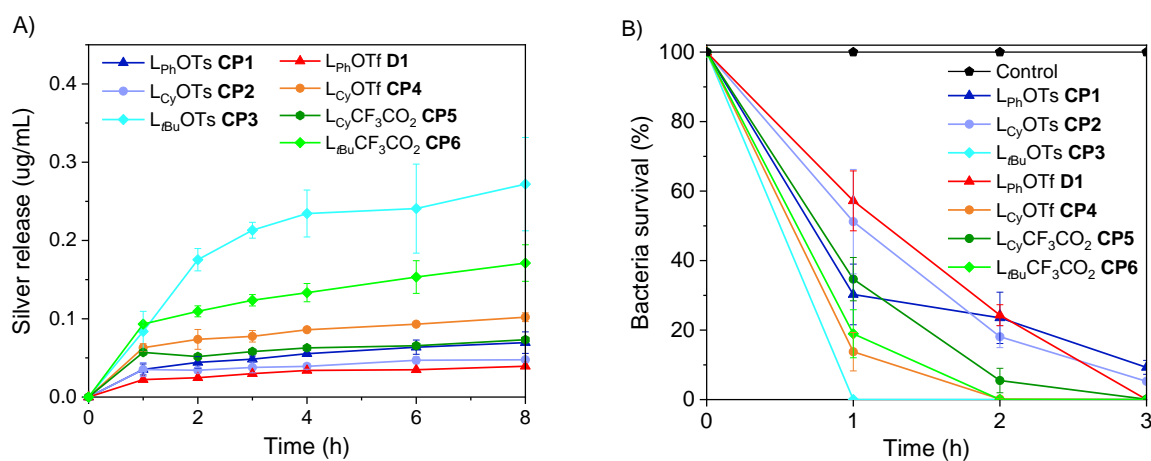 A)
L_PhOTs CP1
L_CyOTs CP2
L_tBuOTs CP3
L_PhOTf D1
L_CyOTf CP4
L_CyCF₃CO₂ CP5
L_tBuCF₃CO₂ CP6
Silver release (ug/mL)
0.4
0.3
0.2
0.1
0.0
0 2 4 6 8
Time (h)
B)
Control
L_PhOTs CP1
L_CyOTs CP2
L_tBuOTs CP3
L_PhOTf D1
L_CyOTf CP4
L_CyCF₃CO₂ CP5
L_tBuCF₃CO₂ CP6
Bacteria survival (%)
100
80
60
40
20
0
0 1 2 3
Time (h)